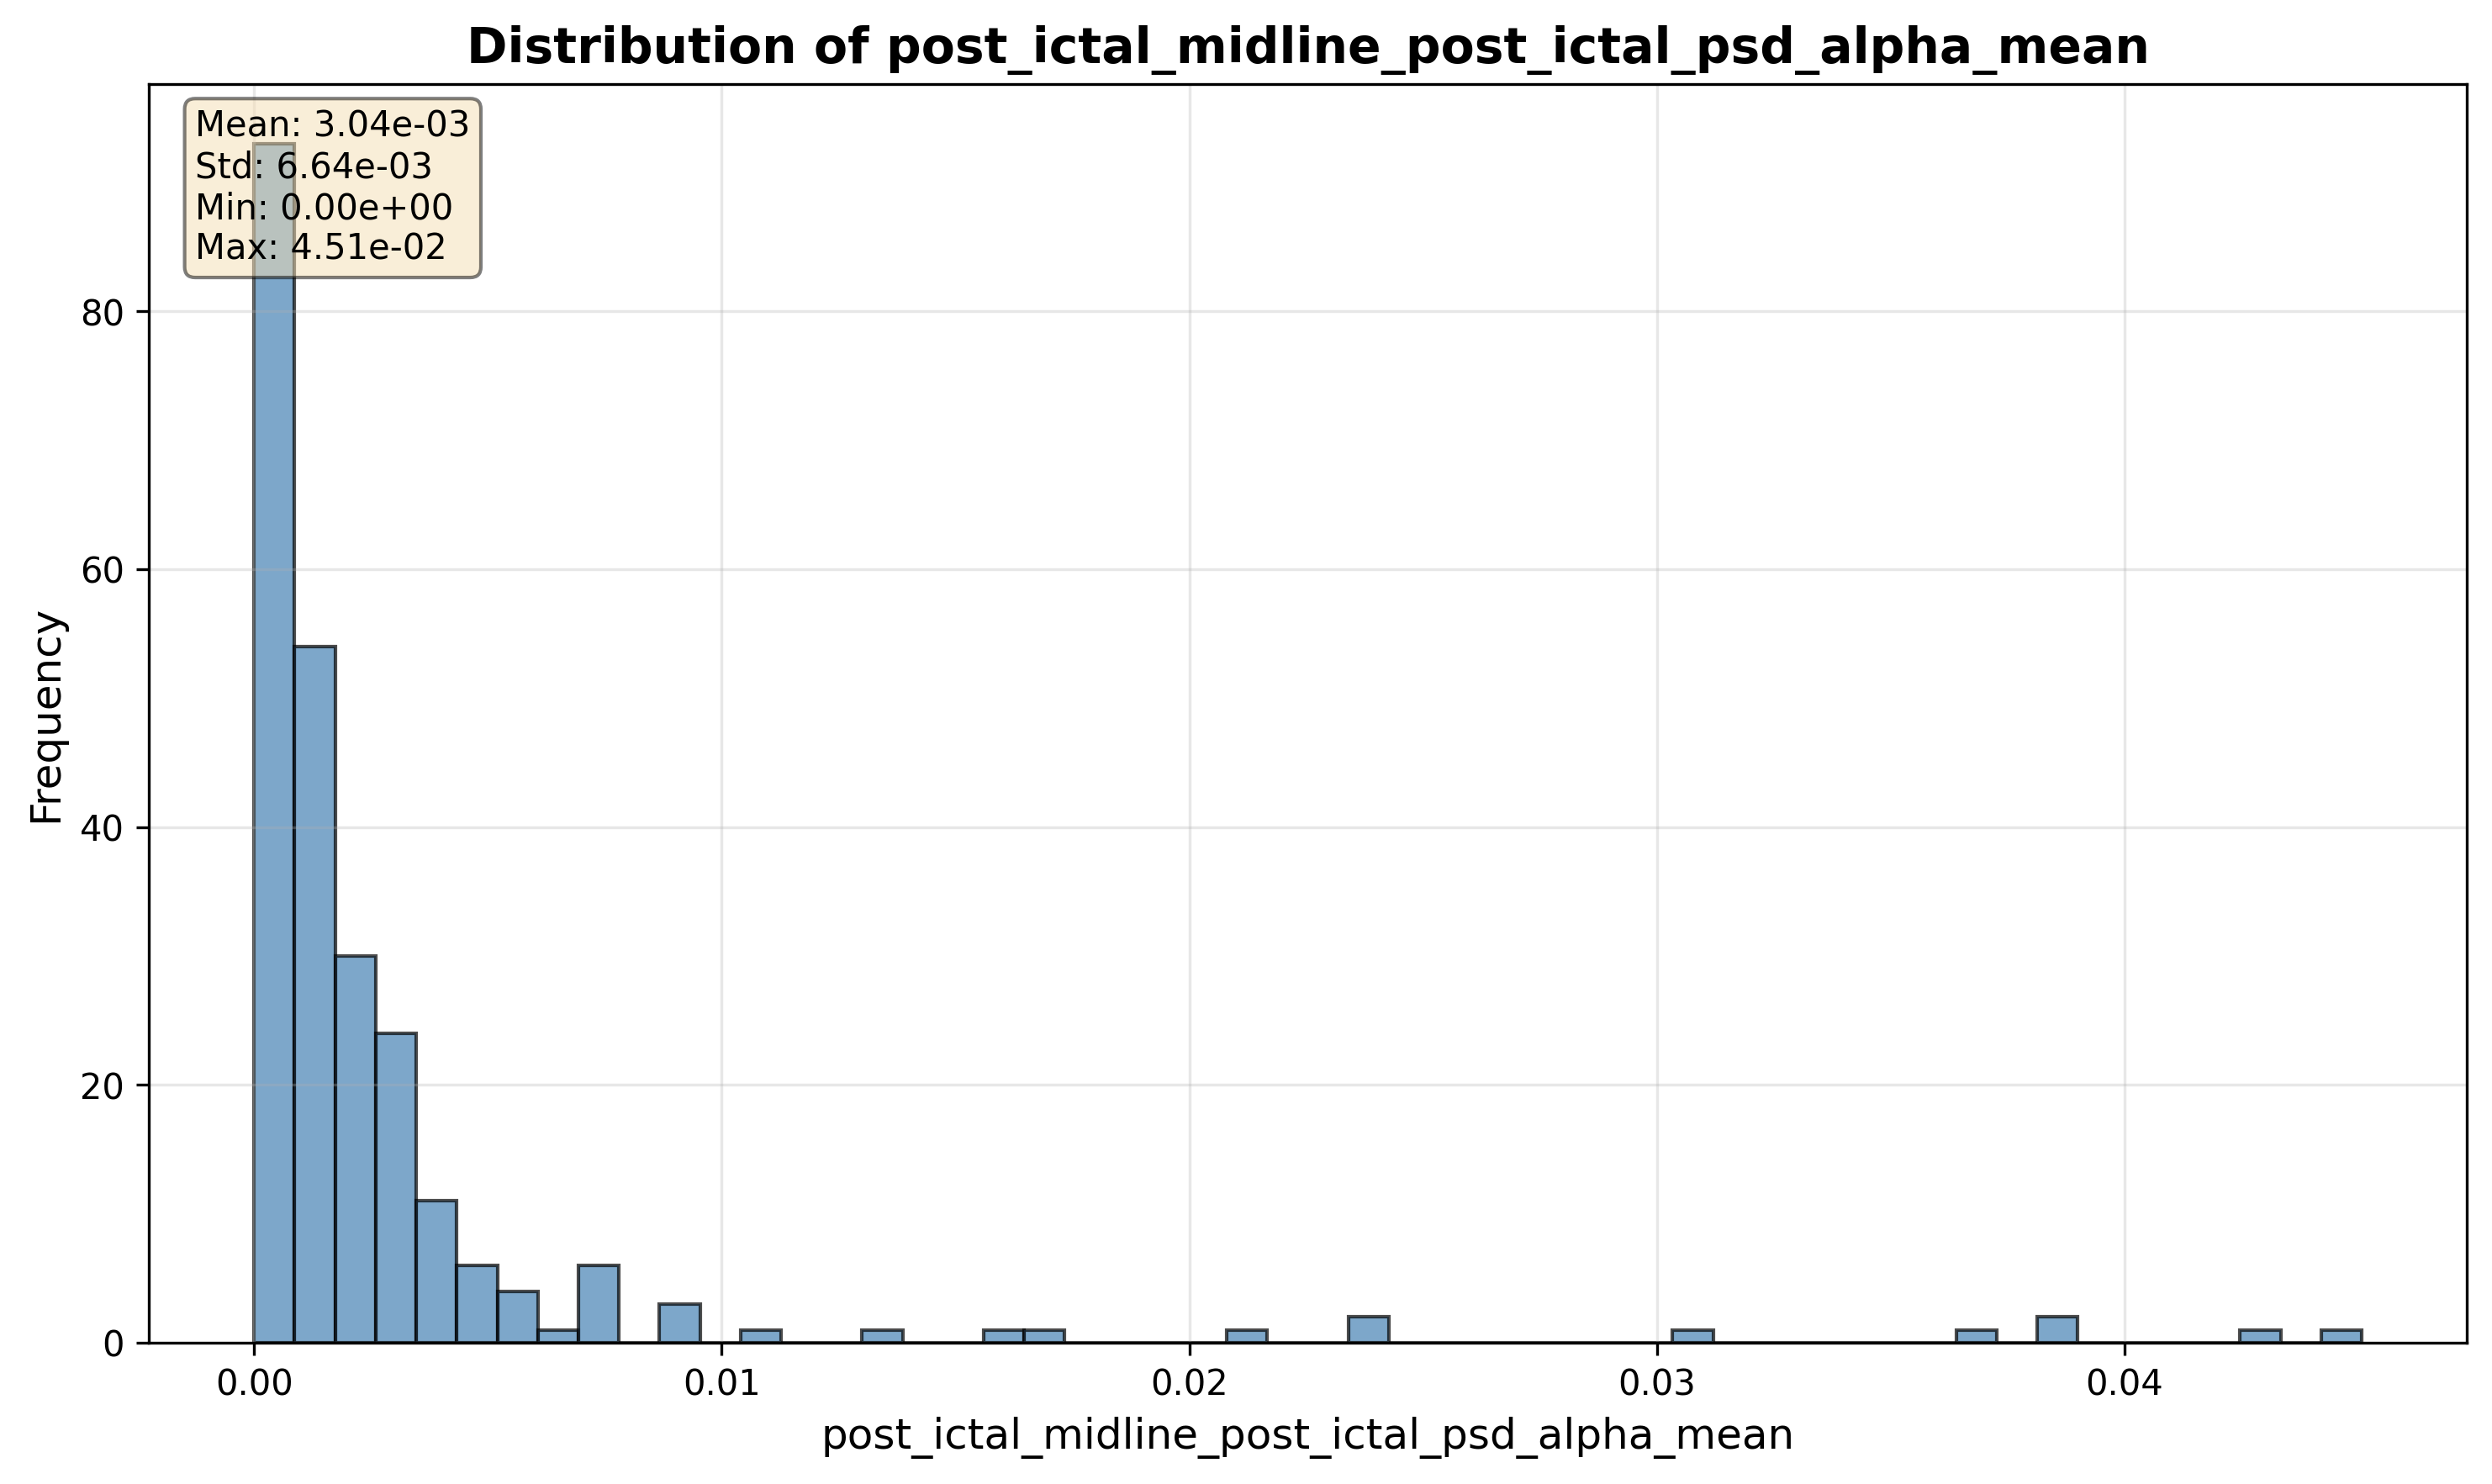 Distribution of post_ictal_midline_post_ictal_psd_alpha_mean
Mean: 3.04e-03
Std: 6.64e-03
Min: 0.00e+00
Max: 4.51e-02
80
60
40
20
0
Frequency
0.00 0.01 0.02 0.03 0.04
post_ictal_midline_post_ictal_psd_alpha_mean